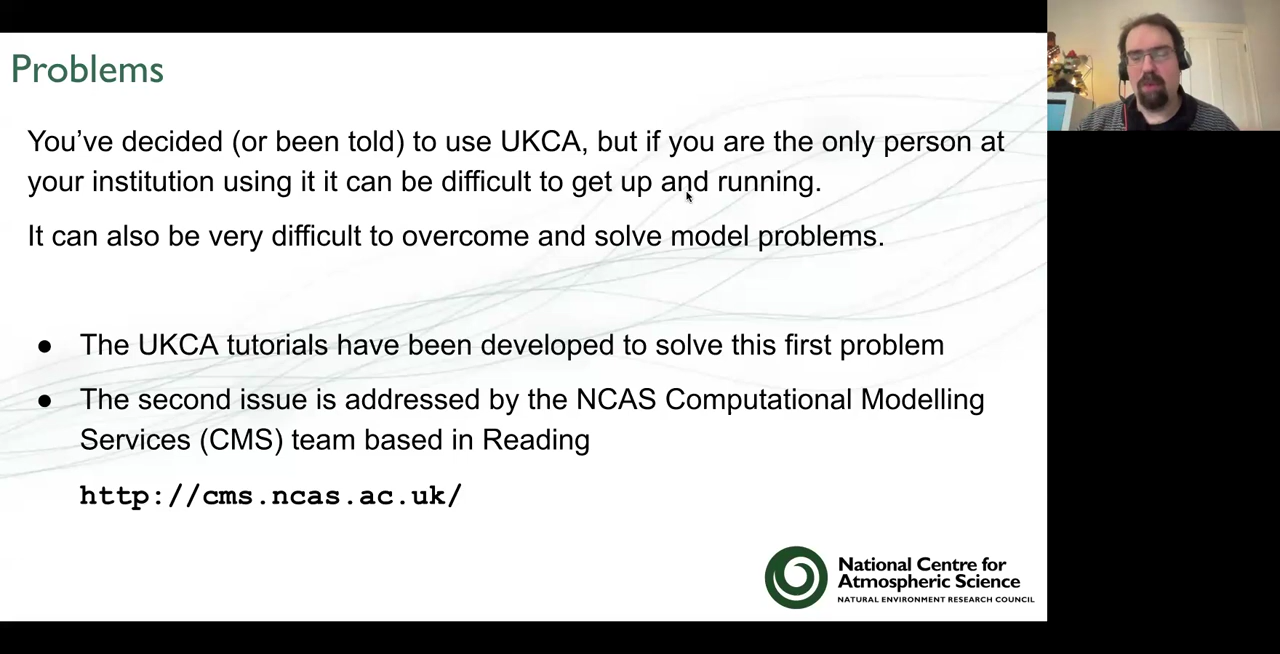 Problems
You’ve decided (or been told) to use UKCA, but if you are the only person at
your institution using it it can be difficult to get up and running.
It can also be very difficult to overcome and solve model problems.
● The UKCA tutorials have been developed to solve this first problem
● The second issue is addressed by the NCAS Computational Modelling
Services (CMS) team based in Reading
http://cms.ncas.ac.uk/
National Centre for
Atmospheric Science
NATURAL ENVIRONMENT RESEARCH COUNCIL